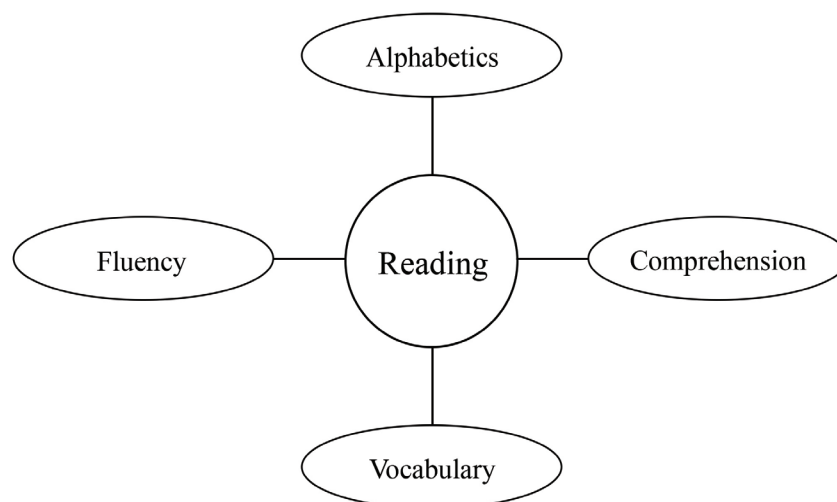 Alphabetics
Fluency
Reading
Comprehension
Vocabulary